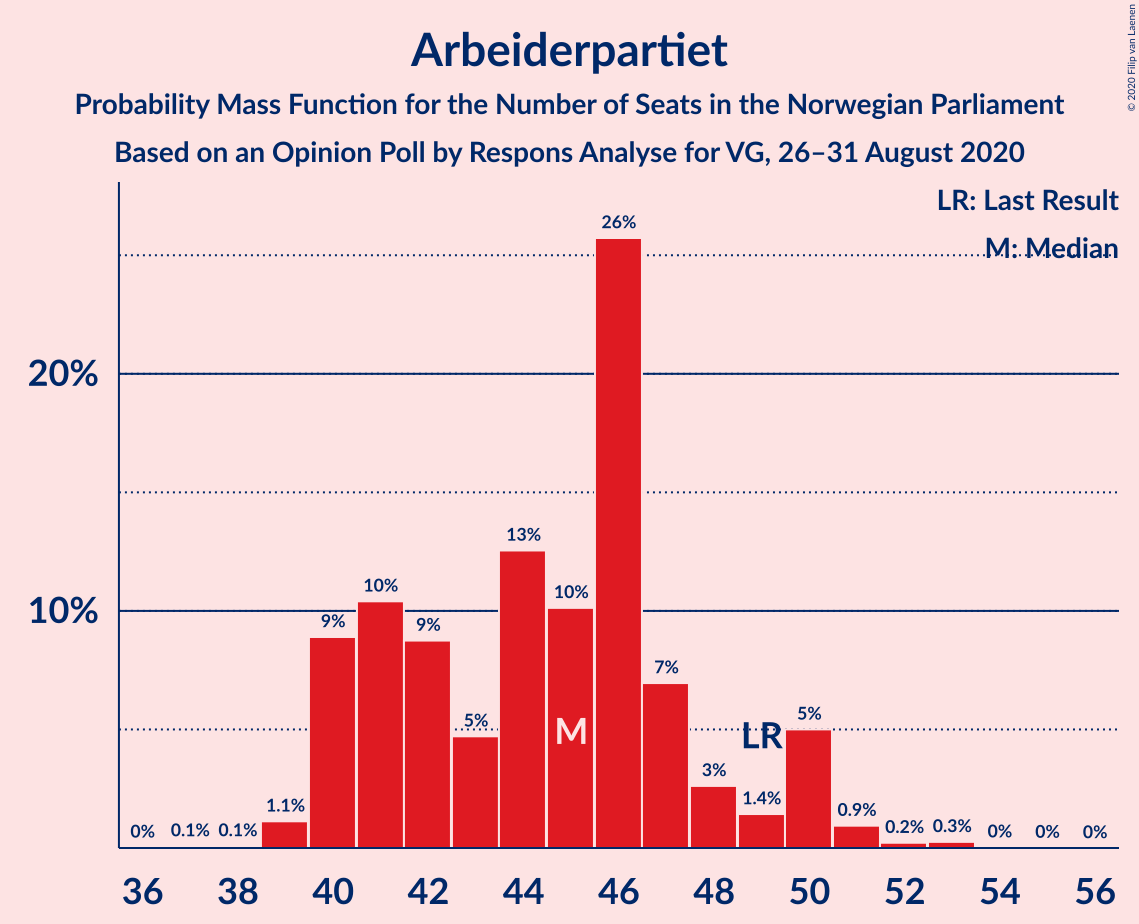 Arbeiderpartiet
Probability Mass Function for the Number of Seats in the Norwegian Parliament
Based on an Opinion Poll by Respons Analyse for VG, 26–31 August 2020
© 2020 Filip van Laenen
LR: Last Result
M: Median
20%
10%
0% 0.1% 0.1% 1.1% 9% 10% 9% 5% 13% 10% 26% 7% 3% 1.4% 5% 0.9% 0.2% 0.3% 0% 0% 0%
M LR
36 38 40 42 44 46 48 50 52 54 56